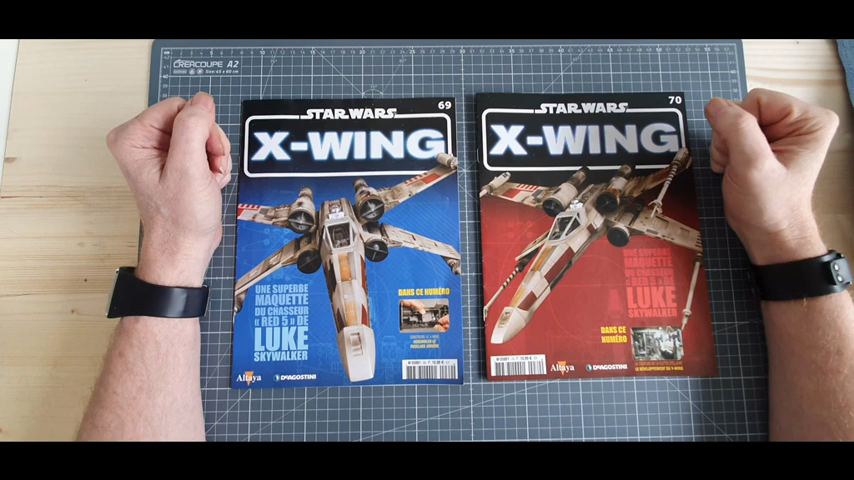 CREACOUPE A2
STAR WARS
69
X-WING
UNE SUPERBE
MAQUETTE
DU CHASSEUR
« RED 5 » DE
LUKE
SKYWALKER
DANS CE NUMÉRO
Altaya
DeAGOSTINI
STAR WARS
70
X-WING
UNE SUPERBE
MAQUETTE
DU CHASSEUR
« RED 5 » DE
LUKE
SKYWALKER
DANS CE
NUMÉRO
Altaya
DeAGOSTINI